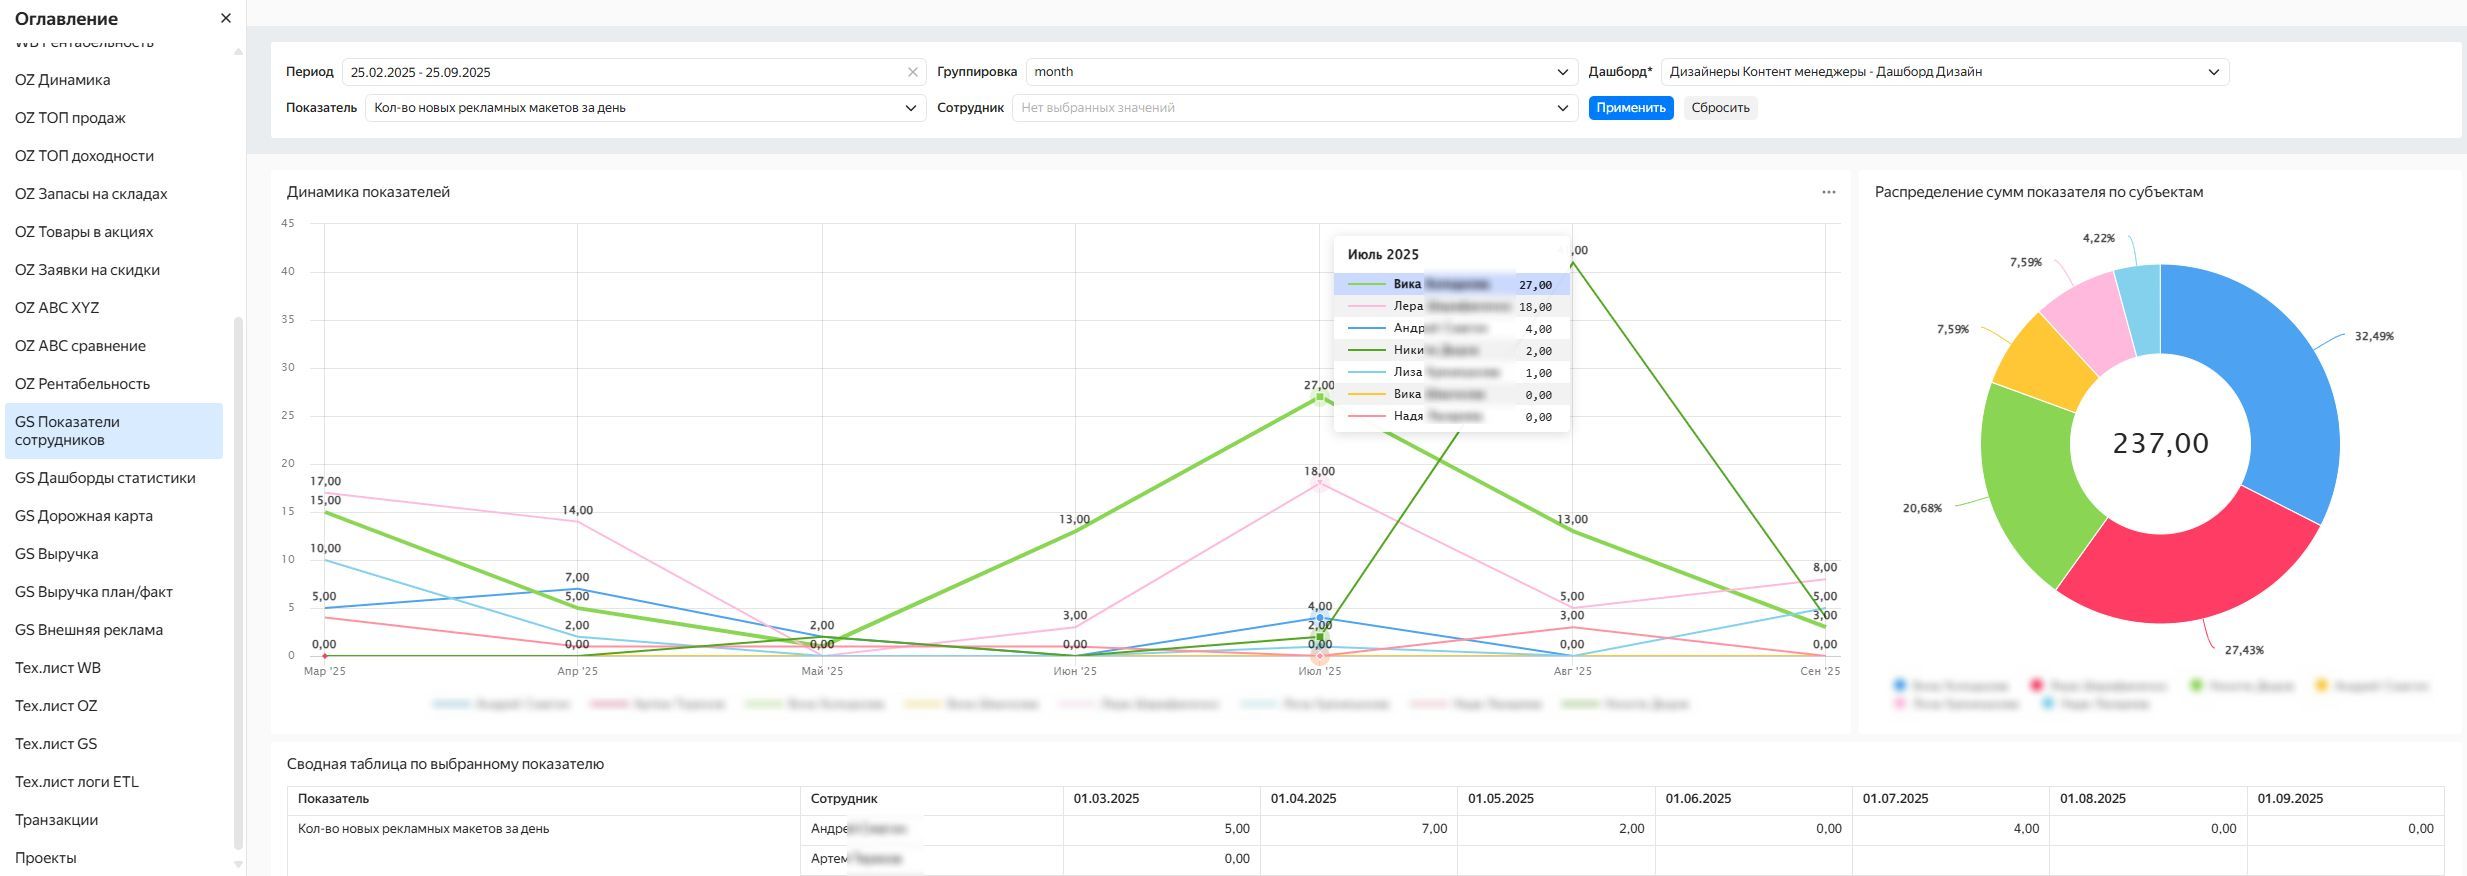 Оглавление
WB Рентабельность
OZ Динамика
OZ ТОП продаж
OZ ТОП доходности
OZ Запасы на складах
OZ Товары в акциях
OZ Заявки на скидки
OZ ABC XYZ
OZ ABC сравнение
OZ Рентабельность
GS Показатели
сотрудников
GS Дашборды статистики
GS Дорожная карта
GS Выручка
GS Выручка план/факт
GS Внешняя реклама
Тех.лист WB
Тех.лист OZ
Тех.лист GS
Тех.лист логи ETL
Транзакции
Проекты
Период 25.02.2025 - 25.09.2025 Группировка month Дашборд* Дизайнеры Контент менеджеры - Дашборд Дизайн
Показатель Кол-во новых рекламных макетов за день Сотрудник Нет выбранных значений Применить Сбросить
Динамика показателей
45
40
35
30
25
20
15
10
5
0
17,00
15,00
10,00
5,00
0,00
14,00
7,00
5,00
2,00
0,00
2,00
0,00
13,00
3,00
0,00
27,00
18,00
4,00
2,00
0,00
13,00
5,00
3,00
0,00
8,00
5,00
3,00
0,00
Мар '25 Апр '25 Май '25 Июн '25 Июл '25 Авг '25 Сен '25
Июль 2025
Вика 27,00
Лера 18,00
Андр 4,00
Ники 2,00
Лиза 1,00
Вика 0,00
Надя 0,00
Распределение сумм показателя по субъектам
4,22%
7,59%
7,59%
32,49%
237,00
20,68%
27,43%
Сводная таблица по выбранному показателю
Показатель Сотрудник 01.03.2025 01.04.2025 01.05.2025 01.06.2025 01.07.2025 01.08.2025 01.09.2025
Кол-во новых рекламных макетов за день Андре 5,00 7,00 2,00 0,00 4,00 0,00 0,00
Артем 0,00